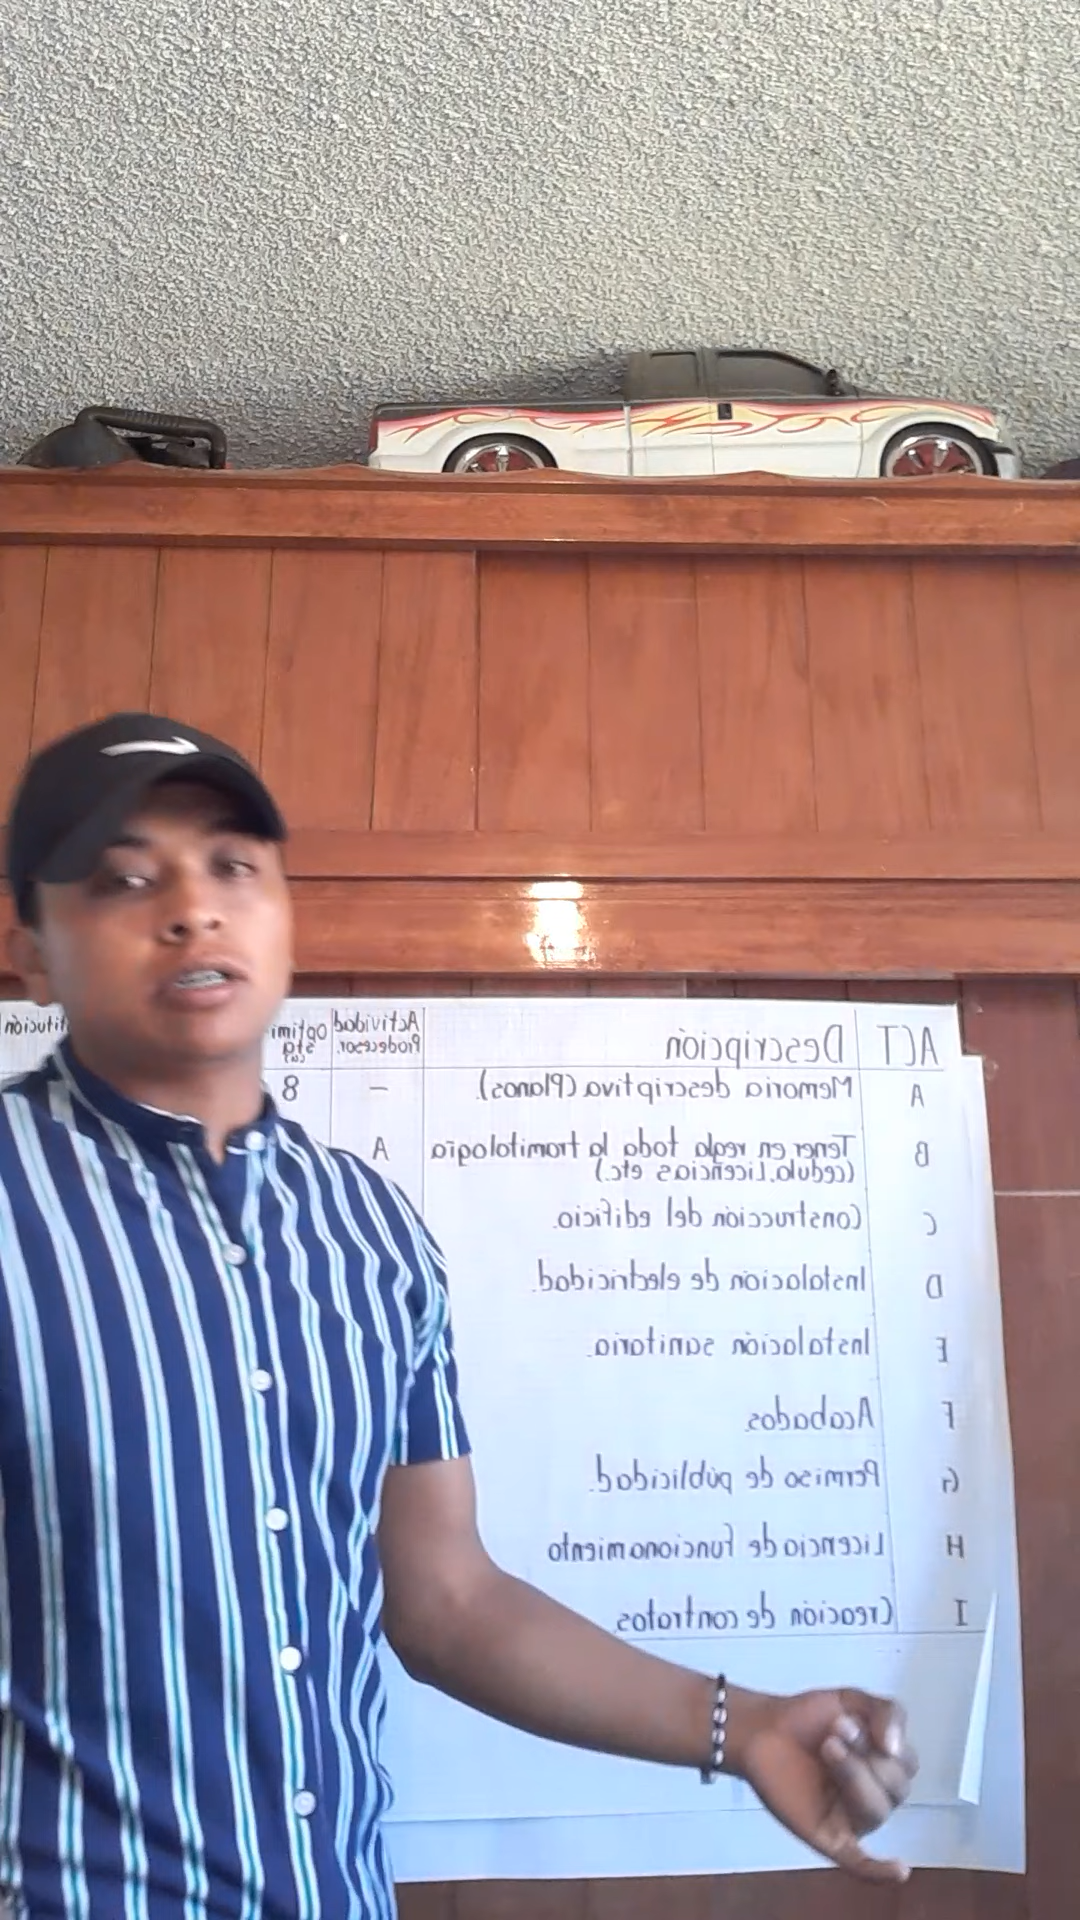 ACT Descripción Actividad Predecesor. Optimista
A Memoria descriptiva (Planos). – 8
B Tener en regla toda la tramitología A
(cedula, Licencias etc.)
C Construcción del edificio.
D Instalación de electricidad.
E Instalación sanitaria.
F Acabados
G Permiso de públicidad.
H Licencia de funcionamiento
I Creación de contratos